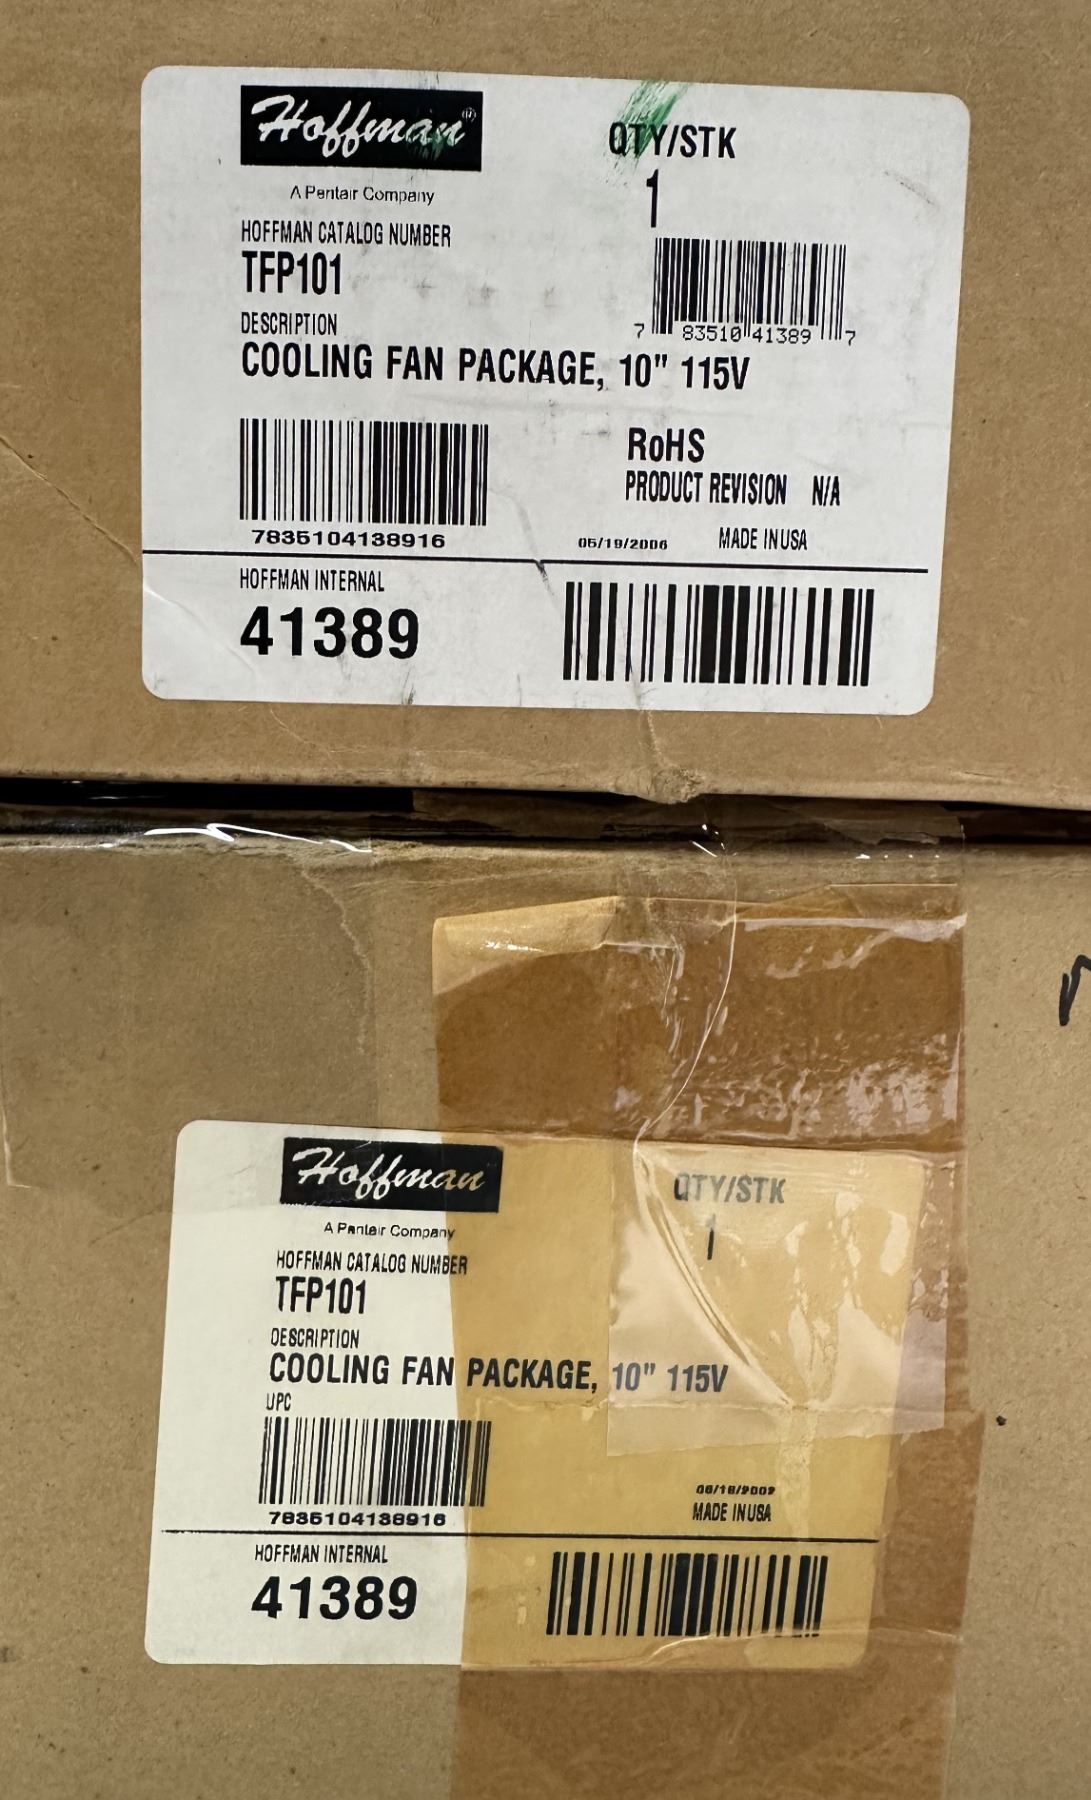 Hoffman®
QTY/STK
A Pentair Company
1
HOFFMAN CATALOG NUMBER
TFP101
7 83510 41389 7
DESCRIPTION
COOLING FAN PACKAGE, 10" 115V
RoHS
PRODUCT REVISION N/A
7835104138916
05/19/2006 MADE IN USA
HOFFMAN INTERNAL
41389
Hoffman
QTY/STK
A Pentair Company
1
HOFFMAN CATALOG NUMBER
TFP101
DESCRIPTION
COOLING FAN PACKAGE, 10" 115V
UPC
7835104138916
MADE IN USA
HOFFMAN INTERNAL
41389